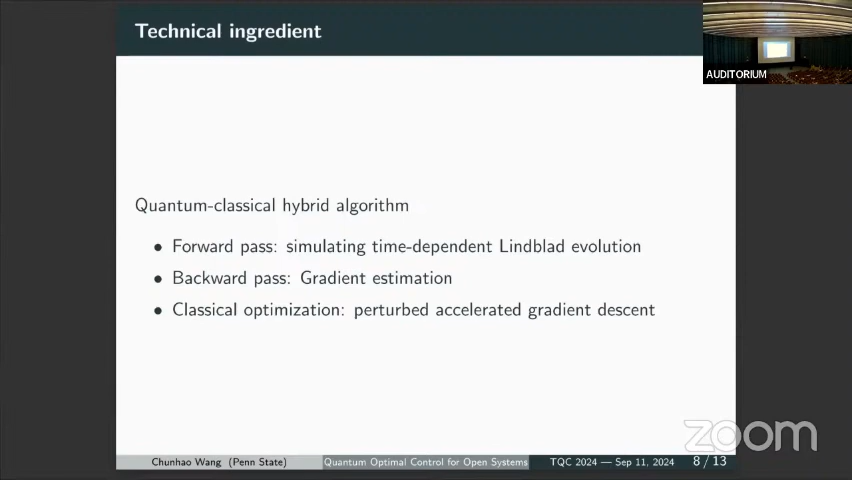 Technical ingredient
AUDITORIUM
Quantum-classical hybrid algorithm
• Forward pass: simulating time-dependent Lindblad evolution
• Backward pass: Gradient estimation
• Classical optimization: perturbed accelerated gradient descent
zoom
Chunhao Wang (Penn State) Quantum Optimal Control for Open Systems TQC 2024 — Sep 11, 2024 8 / 13